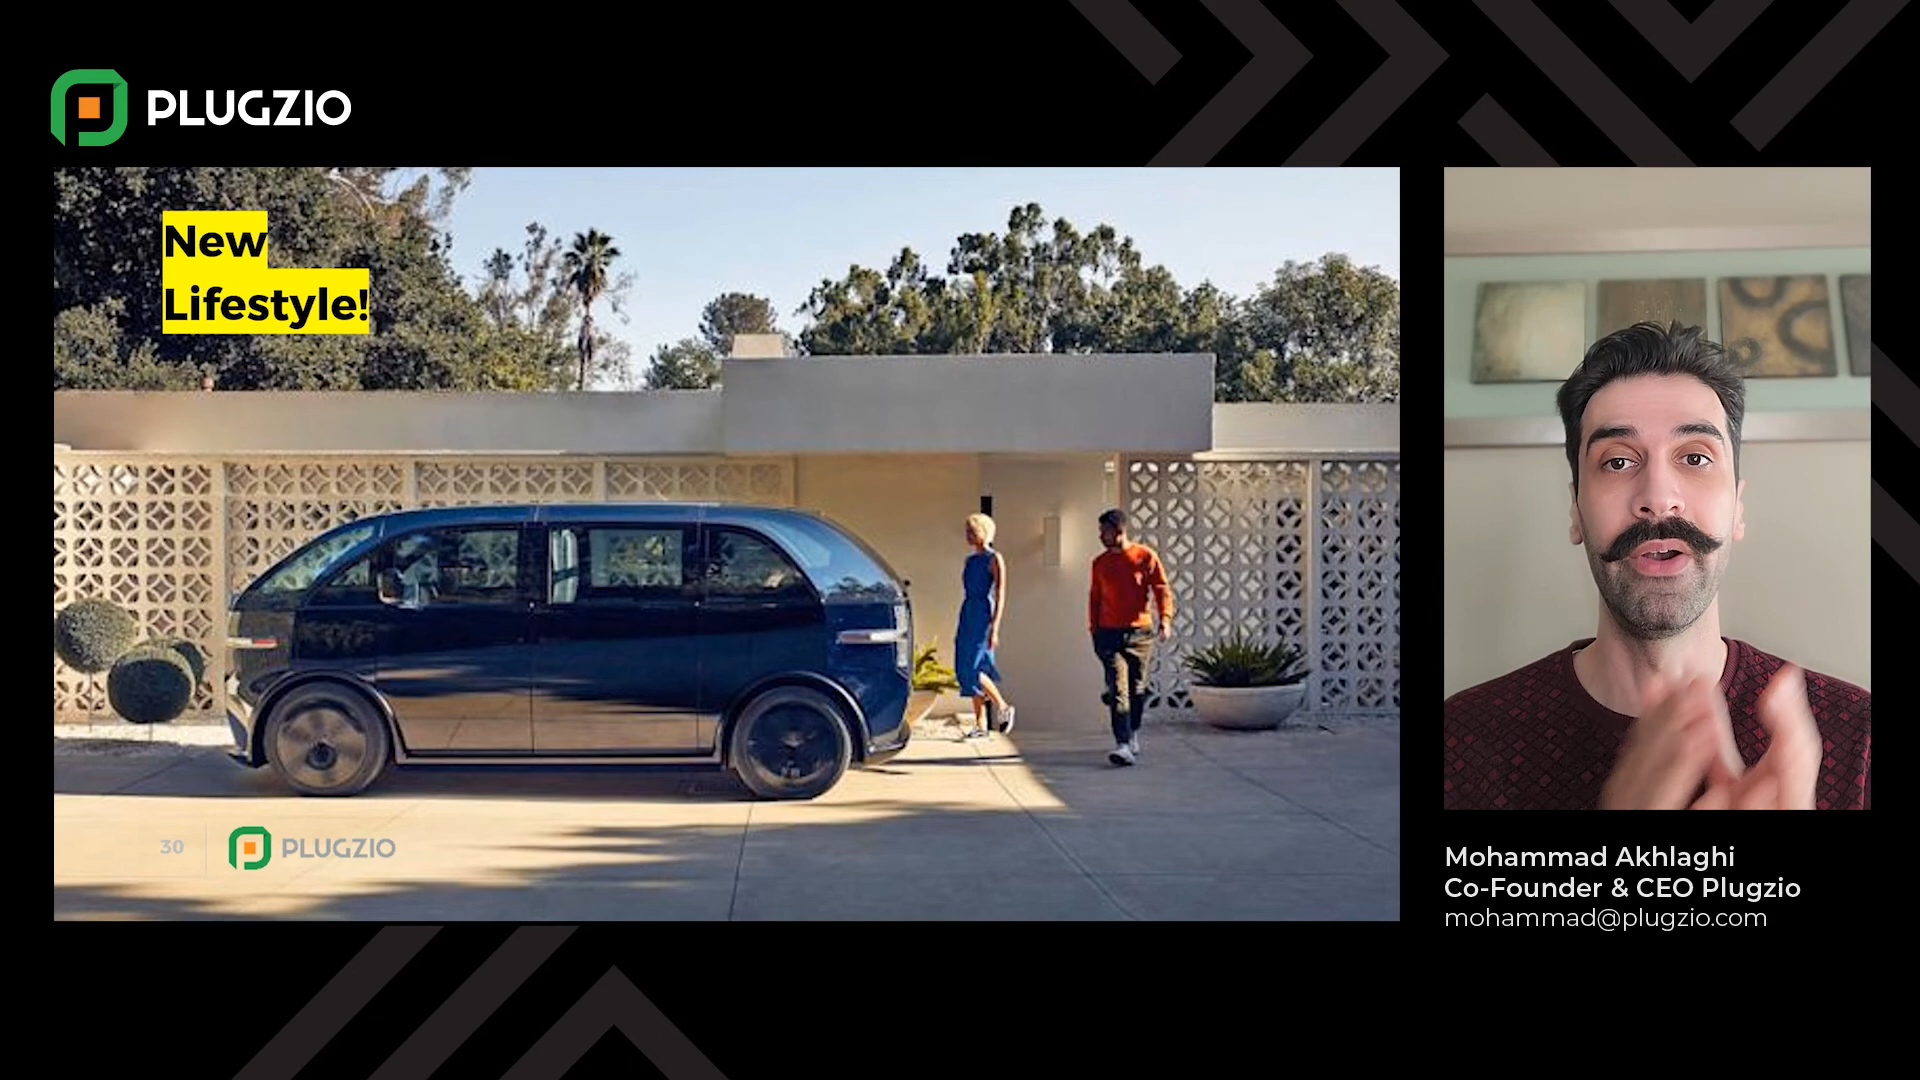 PLUGZIO
New
Lifestyle!
30
PLUGZIO
Mohammad Akhlaghi
Co-Founder & CEO Plugzio
mohammad@plugzio.com